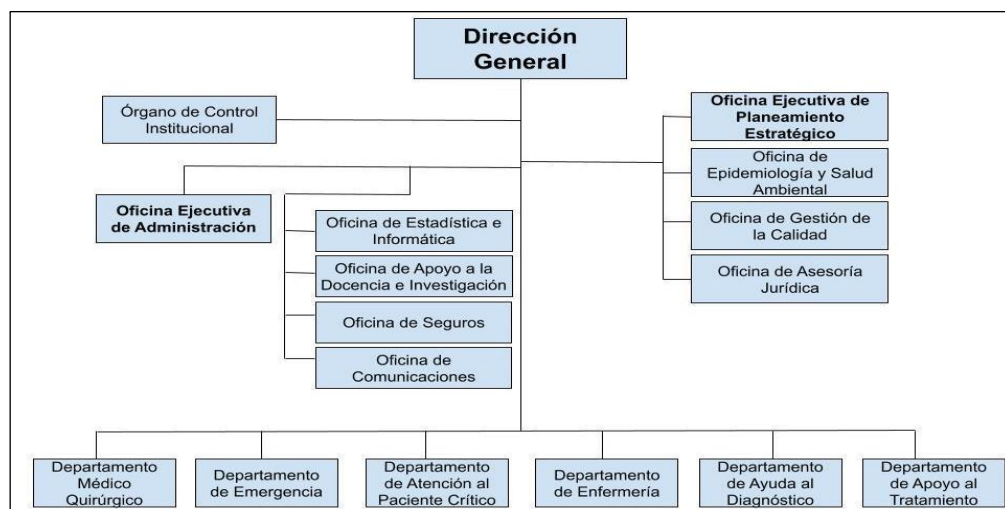 Dirección
General
Órgano de Control
Institucional
Oficina Ejecutiva de
Planeamiento
Estratégico
Oficina de
Epidemiología y Salud
Ambiental
Oficina Ejecutiva
de Administración
Oficina de Estadística e
Informática
Oficina de Gestión de
la Calidad
Oficina de Apoyo a la
Docencia e Investigación
Oficina de Asesoría
Jurídica
Oficina de Seguros
Oficina de
Comunicaciones
Departamento
Médico
Quirúrgico
Departamento
de Emergencia
Departamento
de Atención al
Paciente Crítico
Departamento
de Enfermería
Departamento
de Ayuda al
Diagnóstico
Departamento
de Apoyo al
Tratamiento